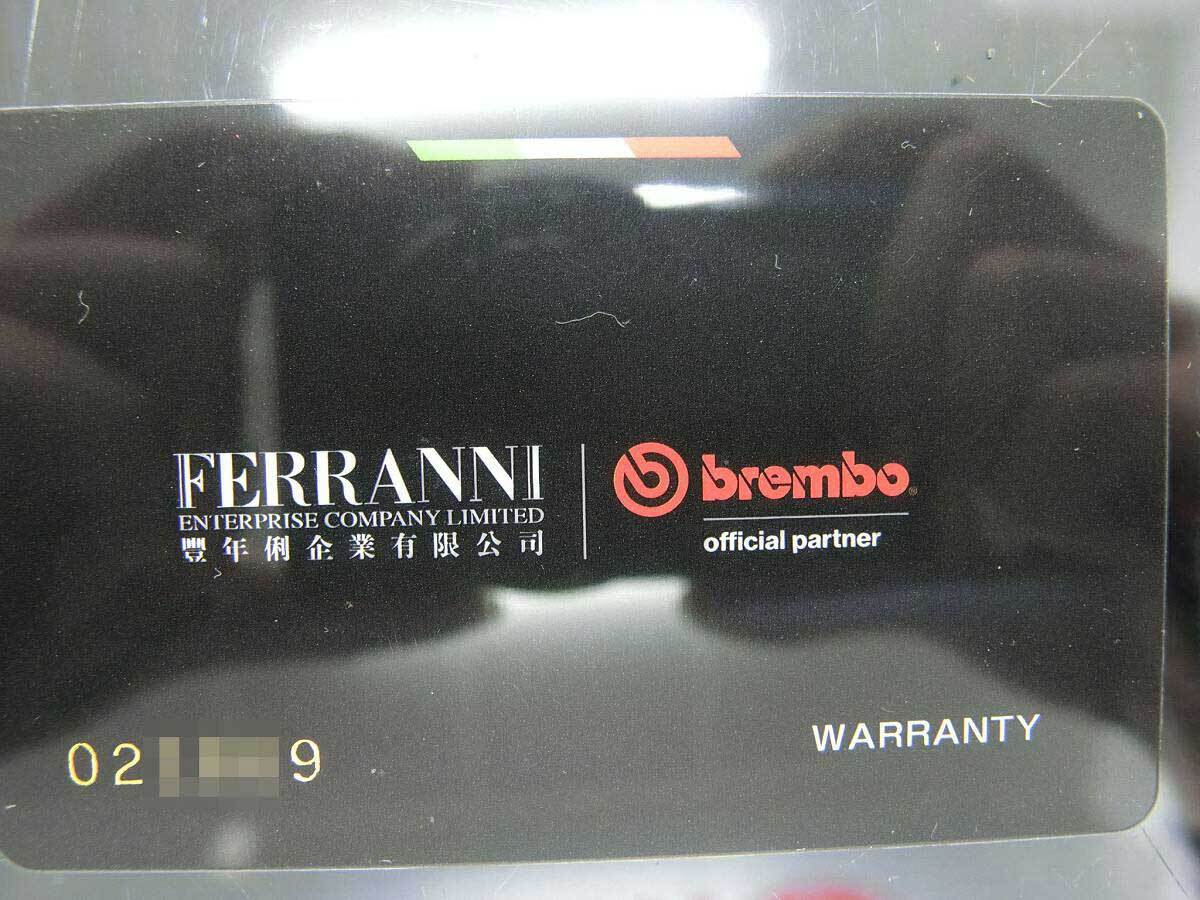 FERRANNI
ENTERPRISE COMPANY LIMITED
豐年俐企業有限公司
brembo®
official partner
WARRANTY